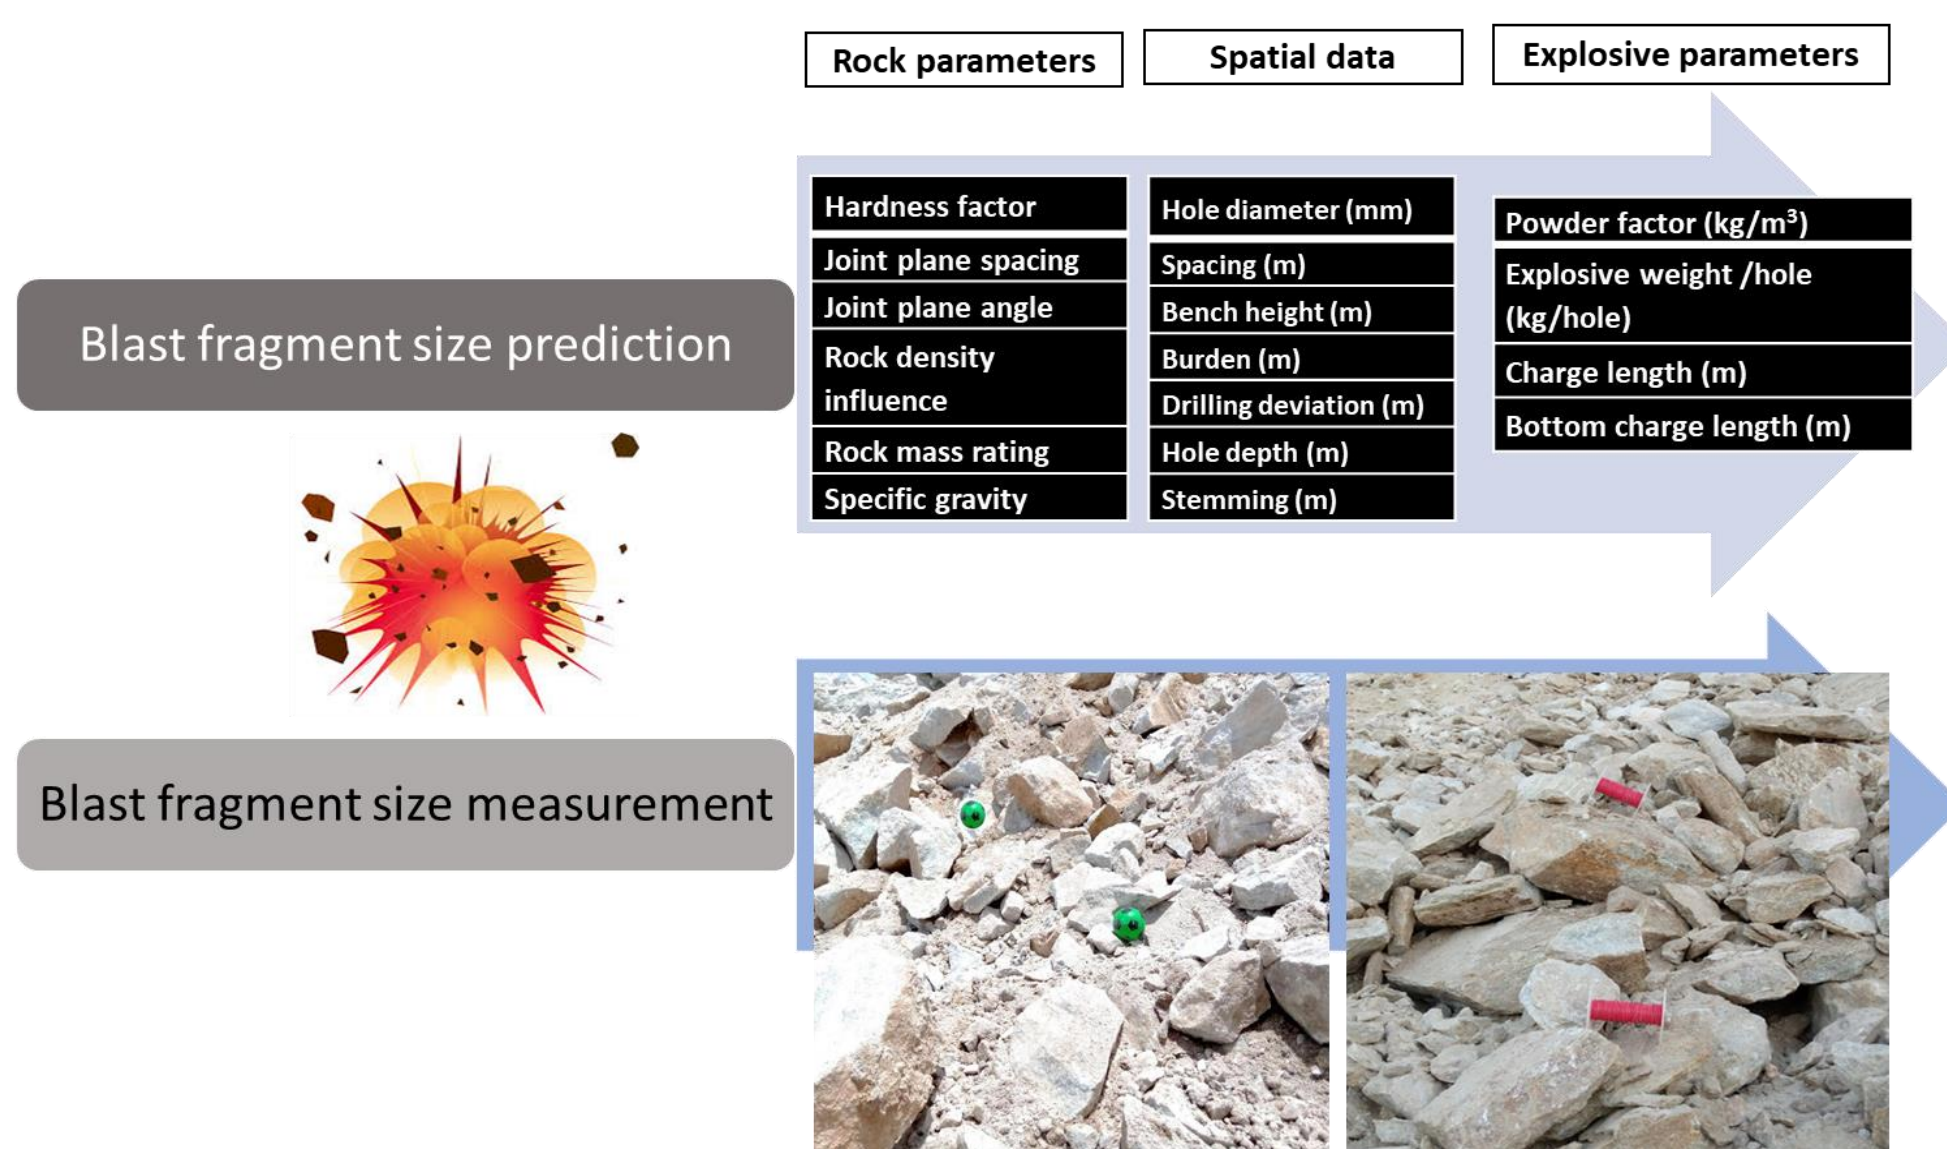 Rock parameters
Spatial data
Explosive parameters
Blast fragment size prediction
Hardness factor
Joint plane spacing
Joint plane angle
Rock density
influence
Rock mass rating
Specific gravity
Hole diameter (mm)
Spacing (m)
Bench height (m)
Burden (m)
Drilling deviation (m)
Hole depth (m)
Stemming (m)
Powder factor (kg/m³)
Explosive weight /hole
(kg/hole)
Charge length (m)
Bottom charge length (m)
Blast fragment size measurement